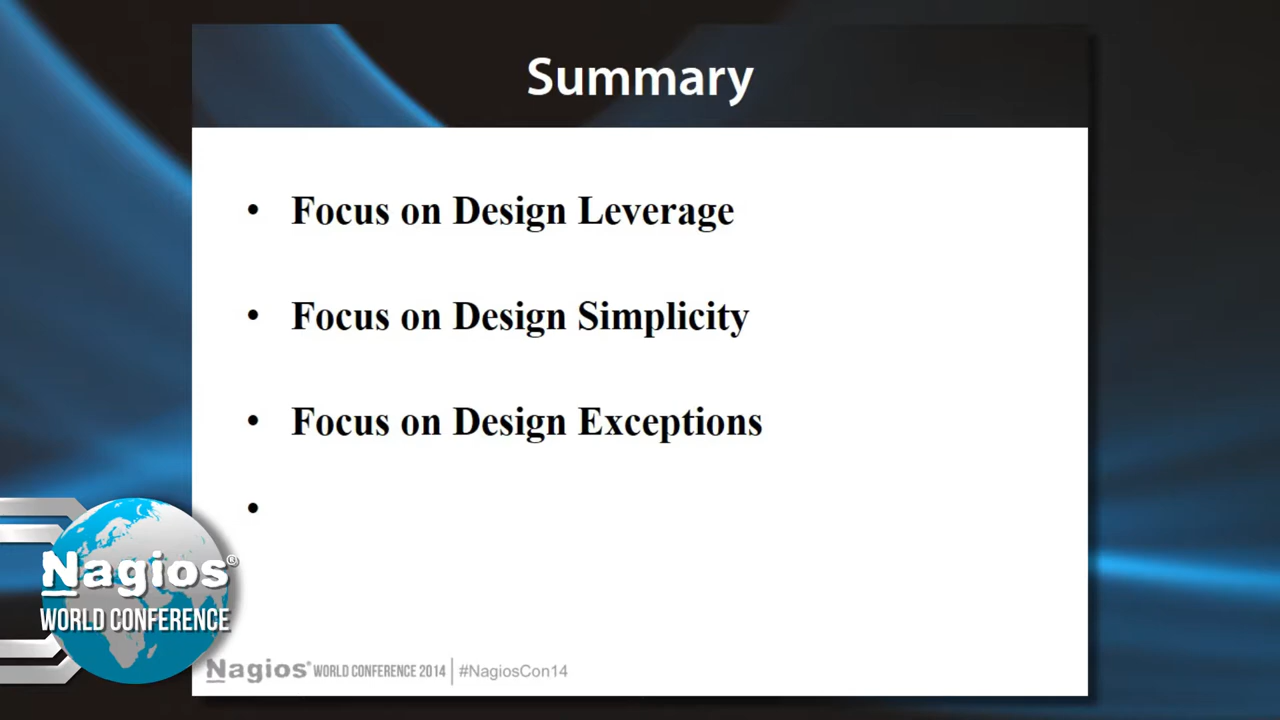 Summary
• Focus on Design Leverage
• Focus on Design Simplicity
• Focus on Design Exceptions
•
Nagios®
WORLD CONFERENCE
Nagios® WORLD CONFERENCE 2014 | #NagiosCon14